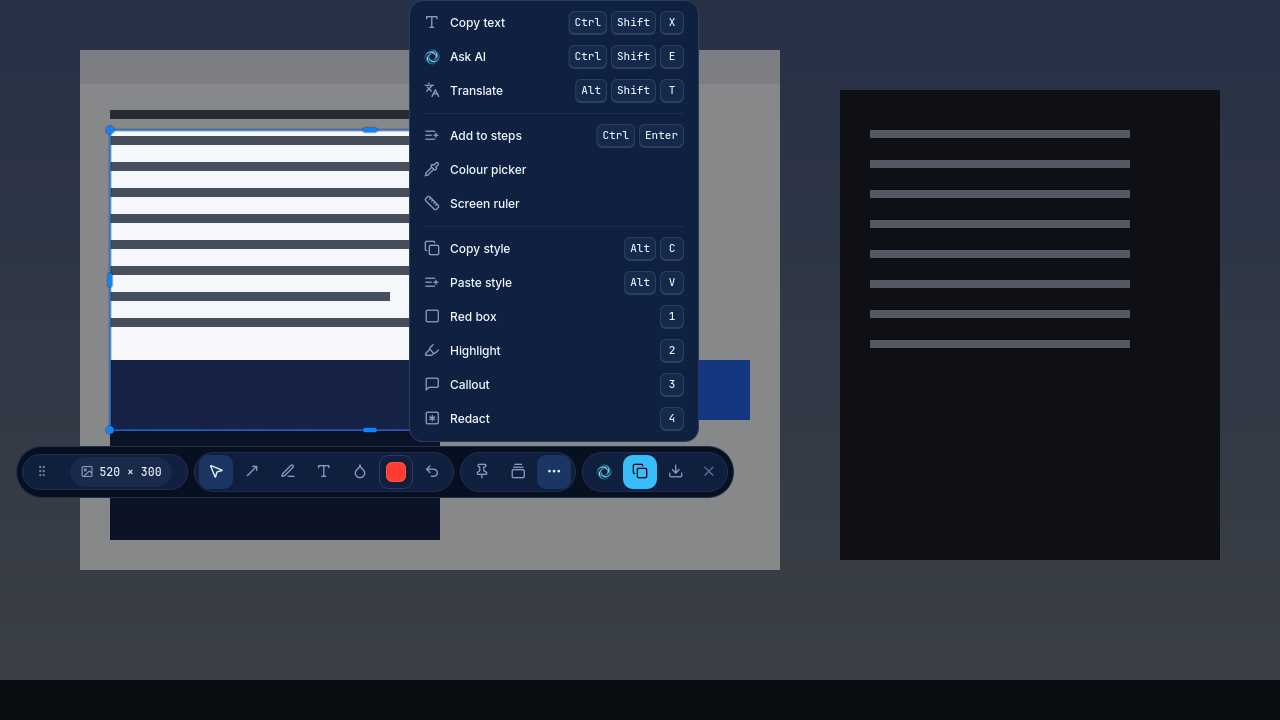 Copy text Ctrl Shift X
Ask AI Ctrl Shift E
Translate Alt Shift T
Add to steps Ctrl Enter
Colour picker
Screen ruler
Copy style Alt C
Paste style Alt V
Red box 1
Highlight 2
Callout 3
Redact 4
520 × 300